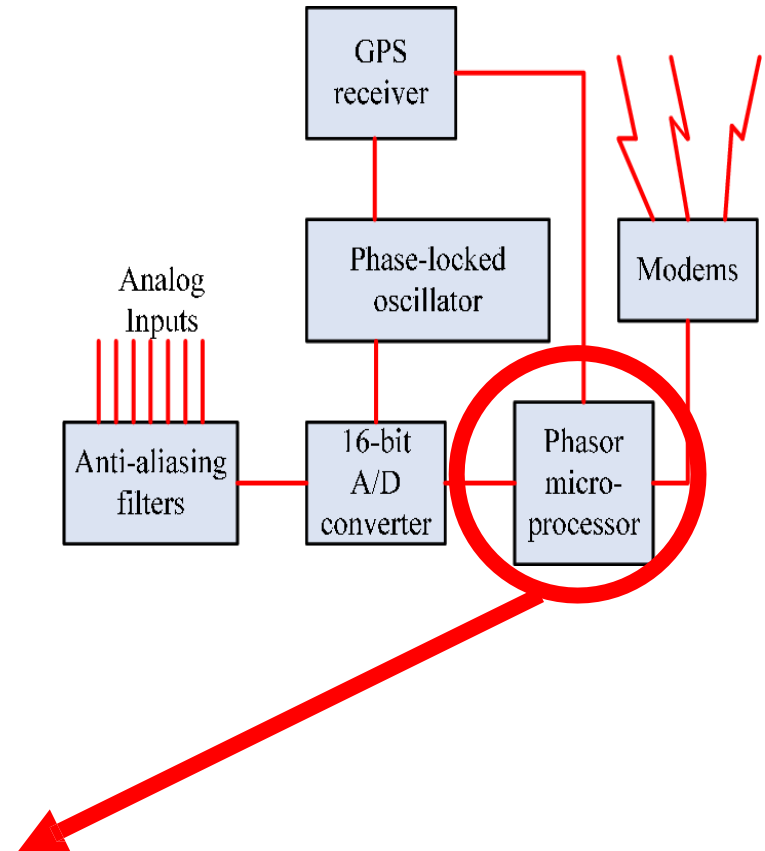 GPS
receiver
Phase-locked
oscillator
Modems
Analog
Inputs
Anti-aliasing
filters
16-bit
A/D
converter
Phasor
micro-
processor